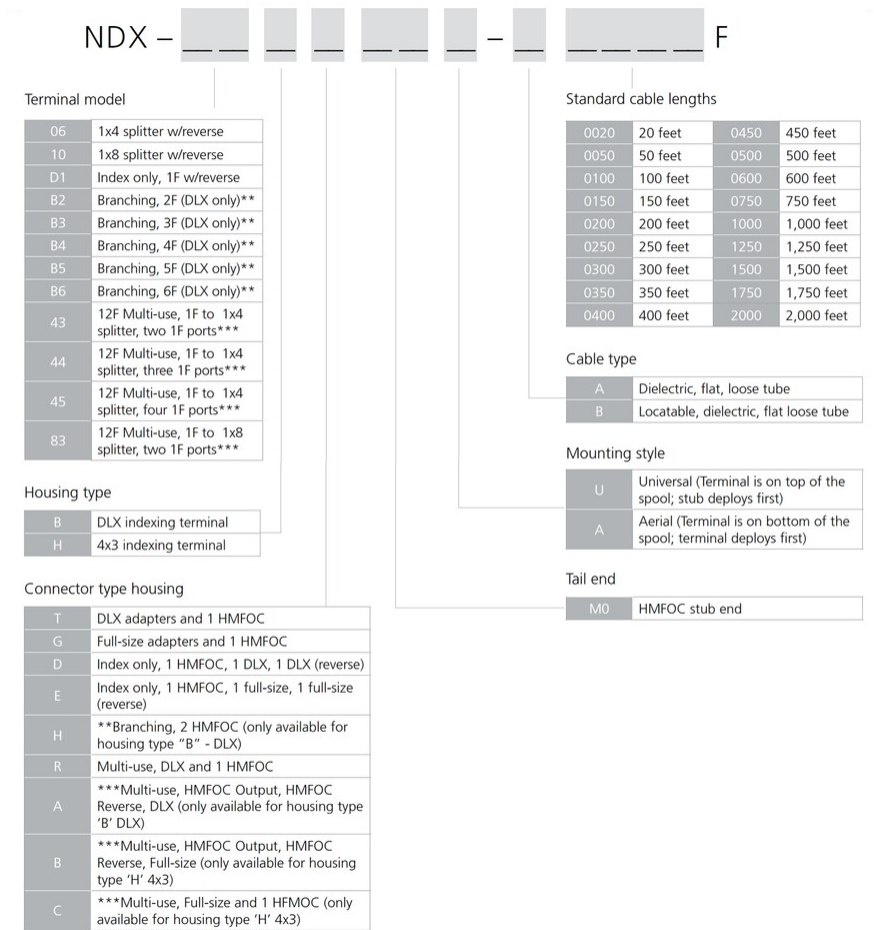 NDX – __ __ __ __ __ __ __ – __ __ __ __ __ F
Terminal model
06 1x4 splitter w/reverse
10 1x8 splitter w/reverse
D1 Index only, 1F w/reverse
B2 Branching, 2F (DLX only)**
B3 Branching, 3F (DLX only)**
B4 Branching, 4F (DLX only)**
B5 Branching, 5F (DLX only)**
B6 Branching, 6F (DLX only)**
43 12F Multi-use, 1F to 1x4
splitter, two 1F ports***
44 12F Multi-use, 1F to 1x4
splitter, three 1F ports***
45 12F Multi-use, 1F to 1x4
splitter, four 1F ports***
83 12F Multi-use, 1F to 1x8
splitter, two 1F ports***
Housing type
B DLX indexing terminal
H 4x3 indexing terminal
Connector type housing
T DLX adapters and 1 HMFOC
G Full-size adapters and 1 HMFOC
D Index only, 1 HMFOC, 1 DLX, 1 DLX (reverse)
E Index only, 1 HMFOC, 1 full-size, 1 full-size
(reverse)
H **Branching, 2 HMFOC (only available for
housing type “B” - DLX)
R Multi-use, DLX and 1 HMFOC
A ***Multi-use, HMFOC Output, HMFOC
Reverse, DLX (only available for housing type
‘B’ DLX)
B ***Multi-use, HMFOC Output, HMFOC
Reverse, Full-size (only available for housing
type ‘H’ 4x3)
C ***Multi-use, Full-size and 1 HFMOC (only
available for housing type ‘H’ 4x3)
Standard cable lengths
0020 20 feet 0450 450 feet
0050 50 feet 0500 500 feet
0100 100 feet 0600 600 feet
0150 150 feet 0750 750 feet
0200 200 feet 1000 1,000 feet
0250 250 feet 1250 1,250 feet
0300 300 feet 1500 1,500 feet
0350 350 feet 1750 1,750 feet
0400 400 feet 2000 2,000 feet
Cable type
A Dielectric, flat, loose tube
B Locatable, dielectric, flat loose tube
Mounting style
U Universal (Terminal is on top of the
spool; stub deploys first)
A Aerial (Terminal is on bottom of the
spool; terminal deploys first)
Tail end
M0 HMFOC stub end